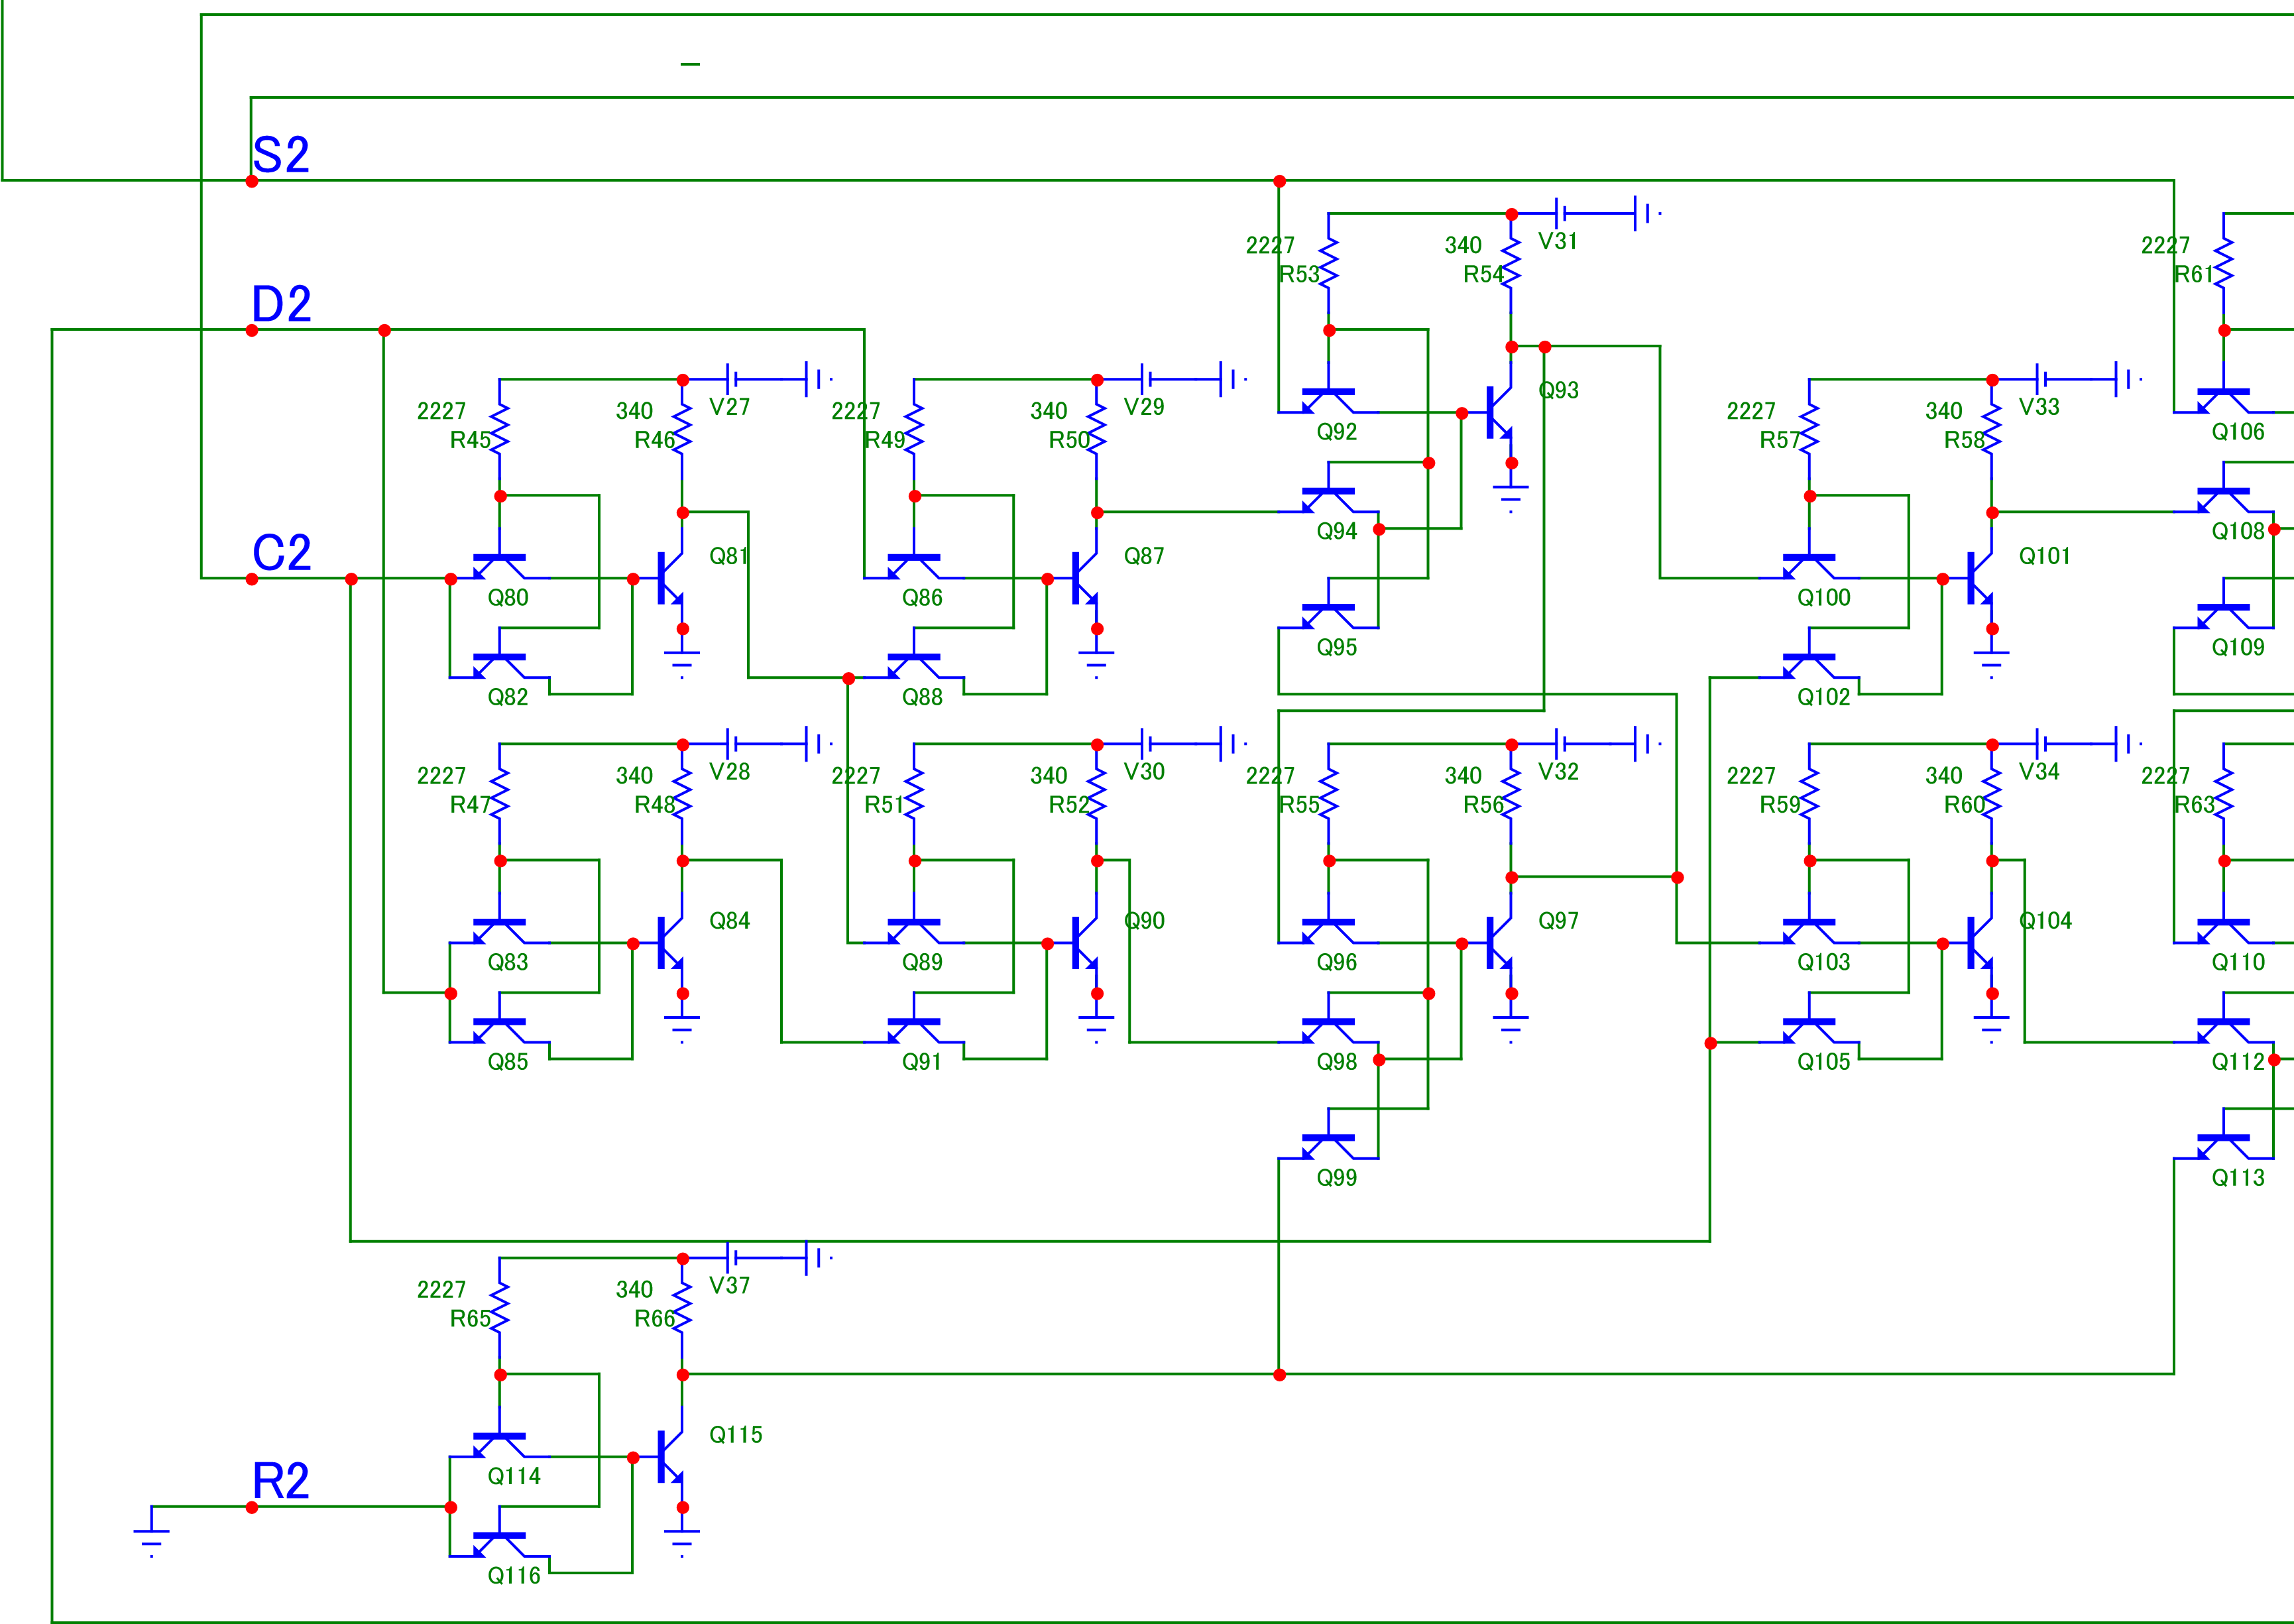 S2
2227
340
V31
2227
R53
R54
R61
D2
Q93
2227
340
V27
2227
340
V29
2227
340
V33
R45
R46
R49
R50
Q92
R57
R58
Q106
C2
Q81
Q87
Q94
Q101
Q108
Q80
Q86
Q100
Q95
Q109
Q82
Q88
Q102
2227
340
V28
2227
340
V30
2227
340
V32
2227
340
V34
2227
R47
R48
R51
R52
R55
R56
R59
R60
R63
Q84
Q90
Q97
Q104
Q83
Q89
Q96
Q103
Q110
Q85
Q91
Q98
Q105
Q112
Q99
Q113
2227
340
V37
R65
R66
Q115
R2
Q114
Q116